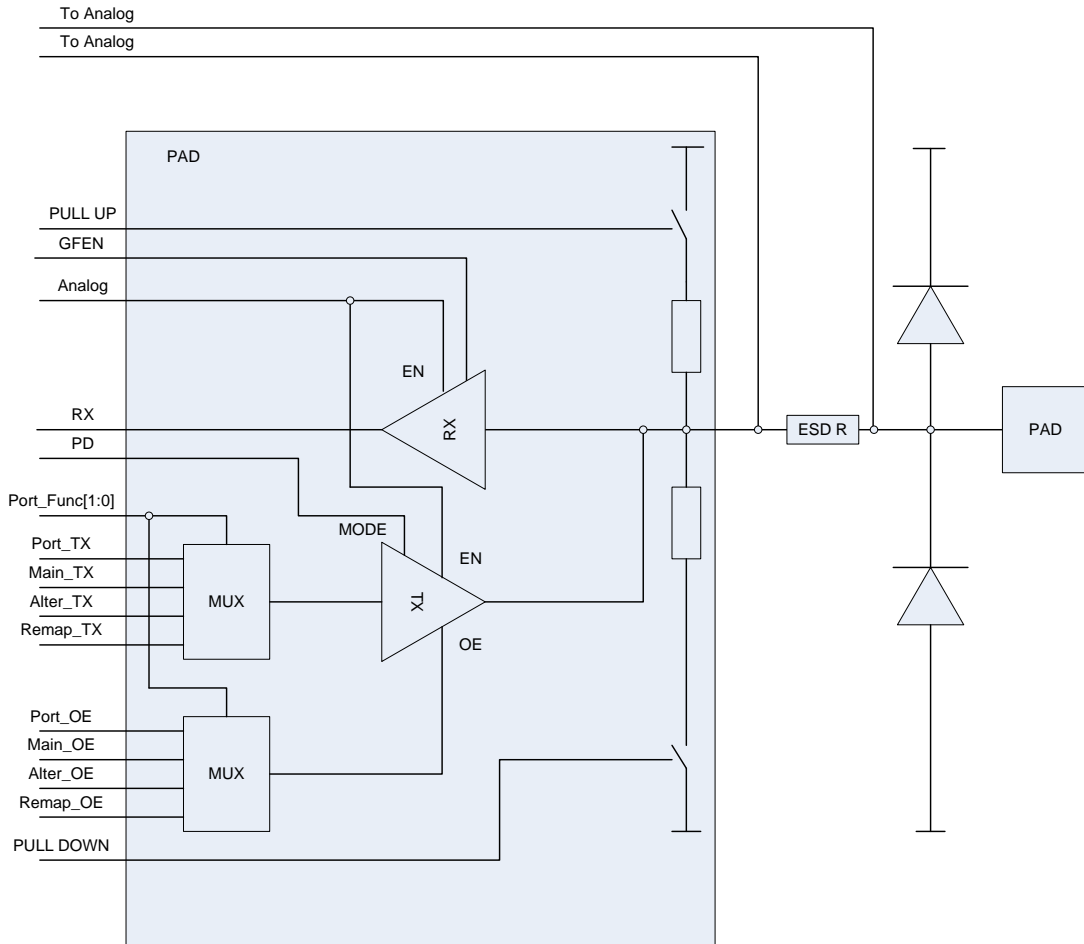 To Analog
To Analog
PAD
PULL UP
GFEN
Analog
EN
RX
RX
PD
ESD R
PAD
Port_Func[1:0]
MODE
Port_TX
EN
Main_TX
MUX
TX
Alter_TX
Remap_TX
OE
Port_OE
Main_OE
MUX
Alter_OE
Remap_OE
PULL DOWN